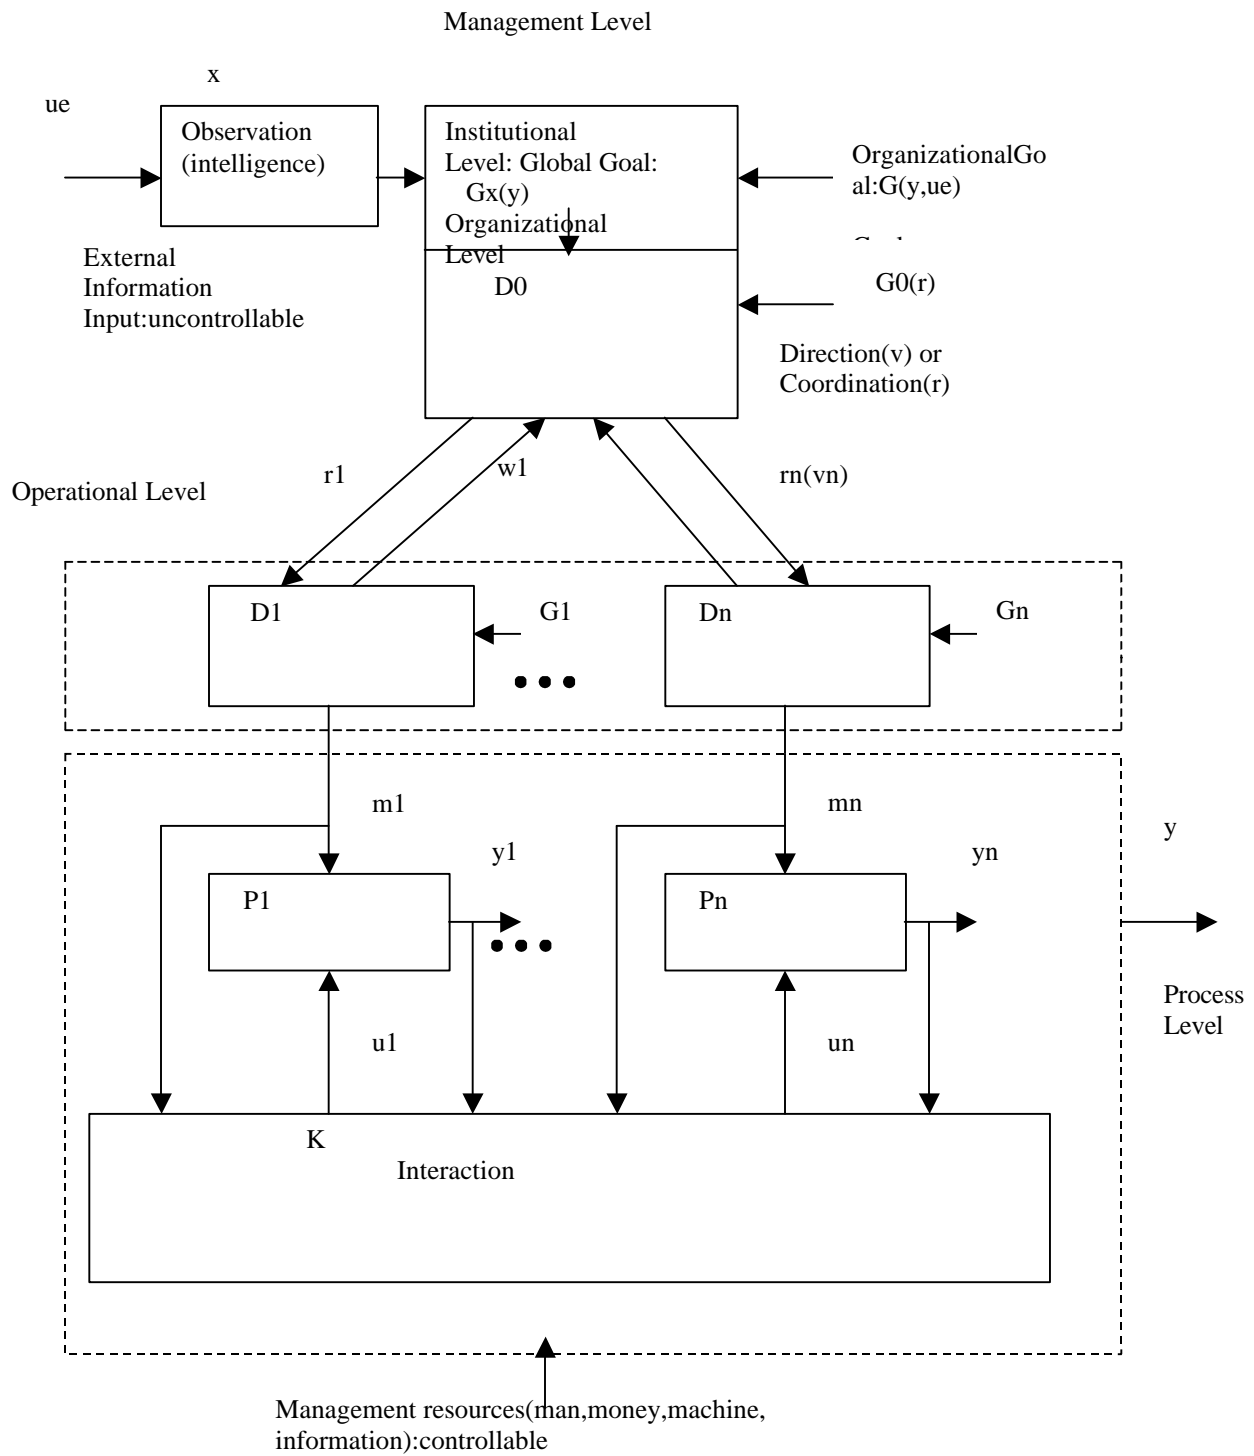 Management Level
x
ue
Observation
(intelligence)
Institutional
Level: Global Goal:
Gx(y)
Organizational
Level
D0
OrganizationalGo
al:G(y,ue)
External
Information
Input:uncontrollable
G0(r)
Direction(v) or
Coordination(r)
r1
w1
rn(vn)
Operational Level
D1
G1
Dn
Gn
m1
mn
y
y1
yn
P1
Pn
Process
Level
u1
un
K
Interaction
Management resources(man,money,machine,
information):controllable